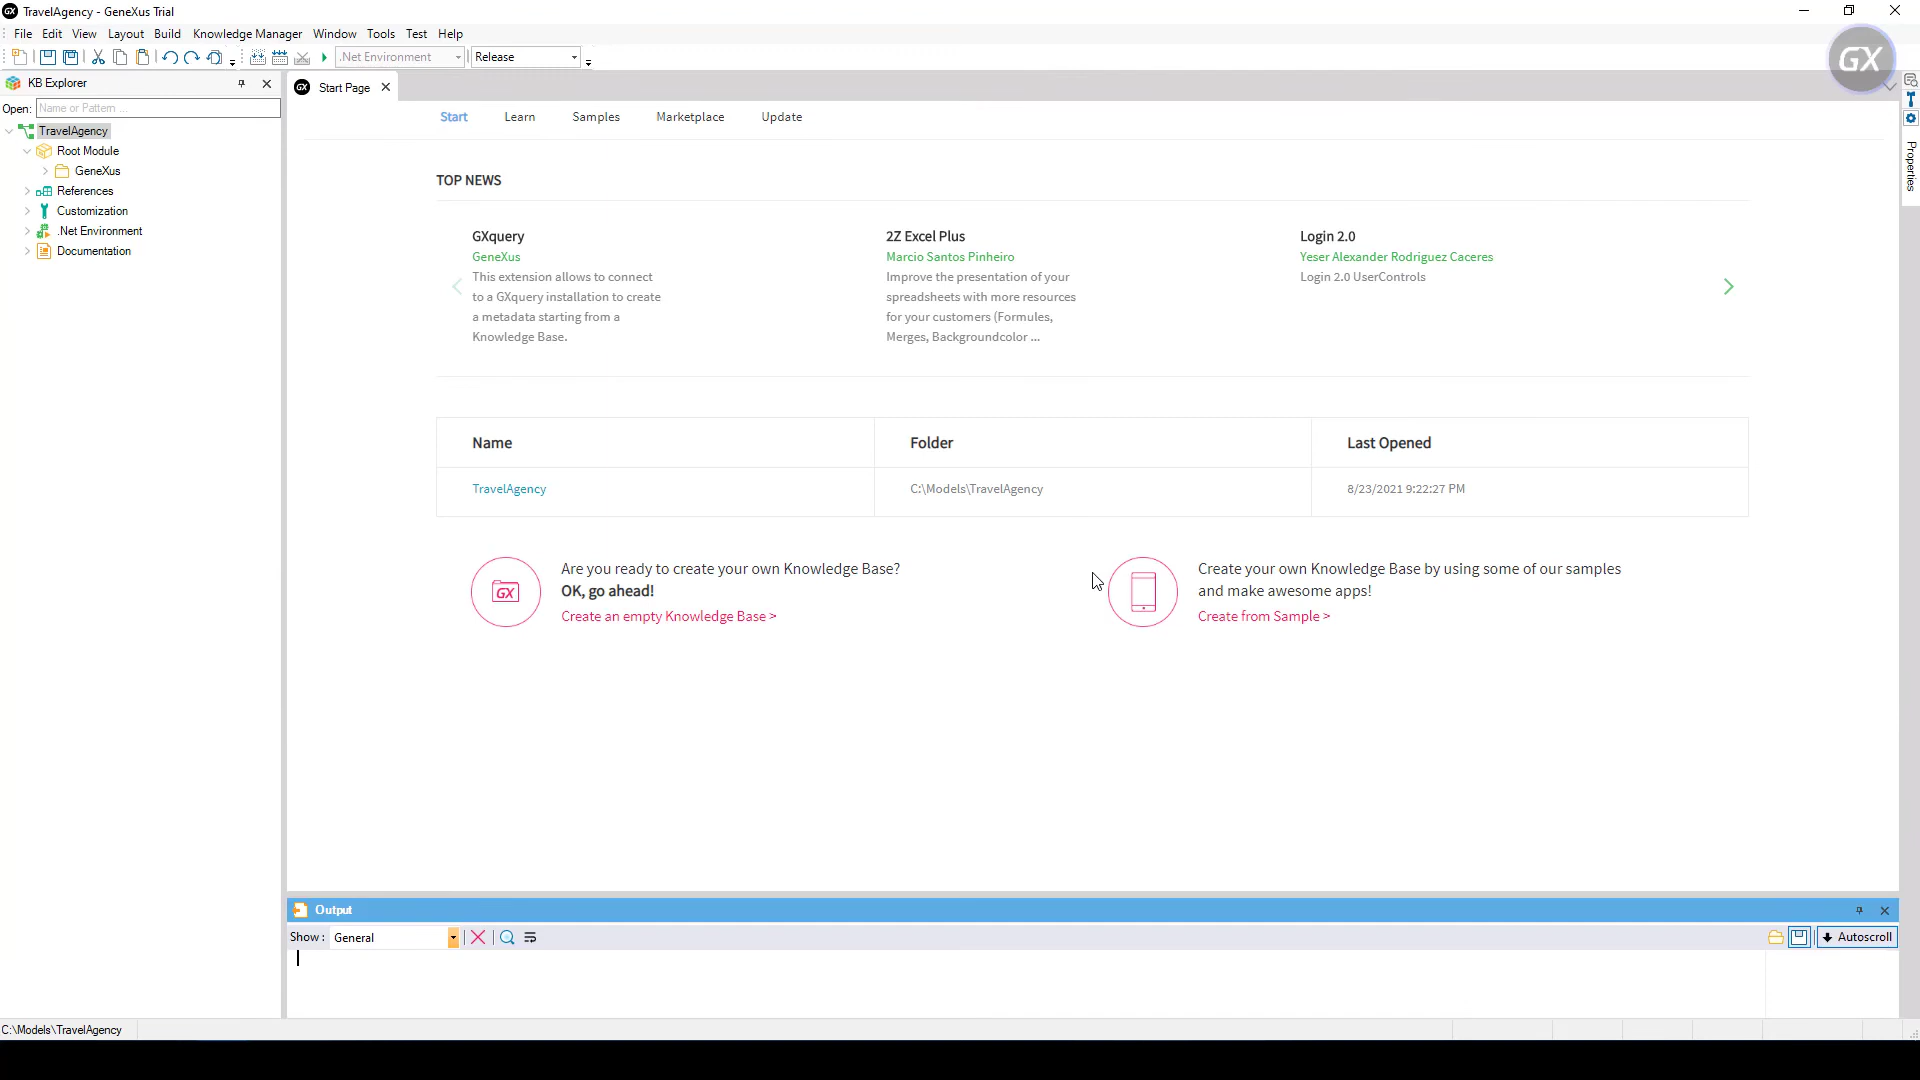 GX TravelAgency - GeneXus Trial
File Edit View Layout Build Knowledge Manager Window Tools Test Help
.Net Environment Release
GX
KB Explorer
GX Start Page
Open: Name or Pattern ...
Start Learn Samples Marketplace Update
TravelAgency
Root Module
GeneXus
References
Customization
.Net Environment
Documentation
Properties
TOP NEWS
GXquery
GeneXus
This extension allows to connect
to a GXquery installation to create
a metadata starting from a
Knowledge Base.
2Z Excel Plus
Marcio Santos Pinheiro
Improve the presentation of your
spreadsheets with more resources
for your customers (Formules,
Merges, Backgroundcolor ...
Login 2.0
Yeser Alexander Rodriguez Caceres
Login 2.0 UserControls
Name Folder Last Opened
TravelAgency C:\Models\TravelAgency 8/23/2021 9:22:27 PM
GX
Are you ready to create your own Knowledge Base?
OK, go ahead!
Create an empty Knowledge Base >
Create your own Knowledge Base by using some of our samples
and make awesome apps!
Create from Sample >
Output
Show: General Autoscroll
C:\Models\TravelAgency